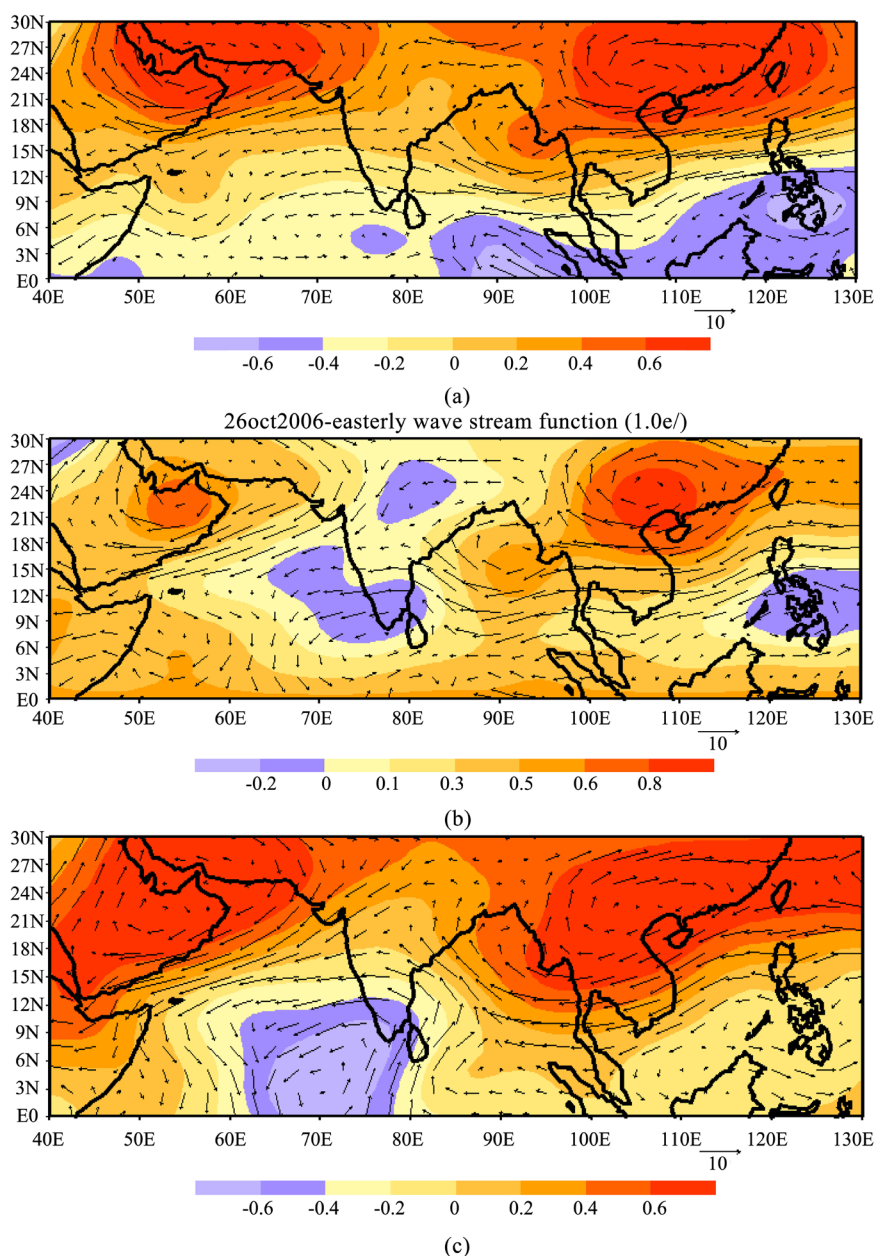 (a)
30N
27N
24N
21N
18N
15N
12N
9N
6N
3N
E0
40E 50E 60E 70E 80E 90E 100E 110E 120E 130E
10
-0.6 -0.4 -0.2 0 0.2 0.4 0.6
(a)
26oct2006-easterly wave stream function (1.0e/)
30N
27N
24N
21N
18N
15N
12N
9N
6N
3N
E0
40E 50E 60E 70E 80E 90E 100E 110E 120E 130E
10
-0.2 0 0.1 0.3 0.5 0.6 0.8
(b)
30N
27N
24N
21N
18N
15N
12N
9N
6N
3N
E0
40E 50E 60E 70E 80E 90E 100E 110E 120E 130E
10
-0.6 -0.4 -0.2 0 0.2 0.4 0.6
(c)